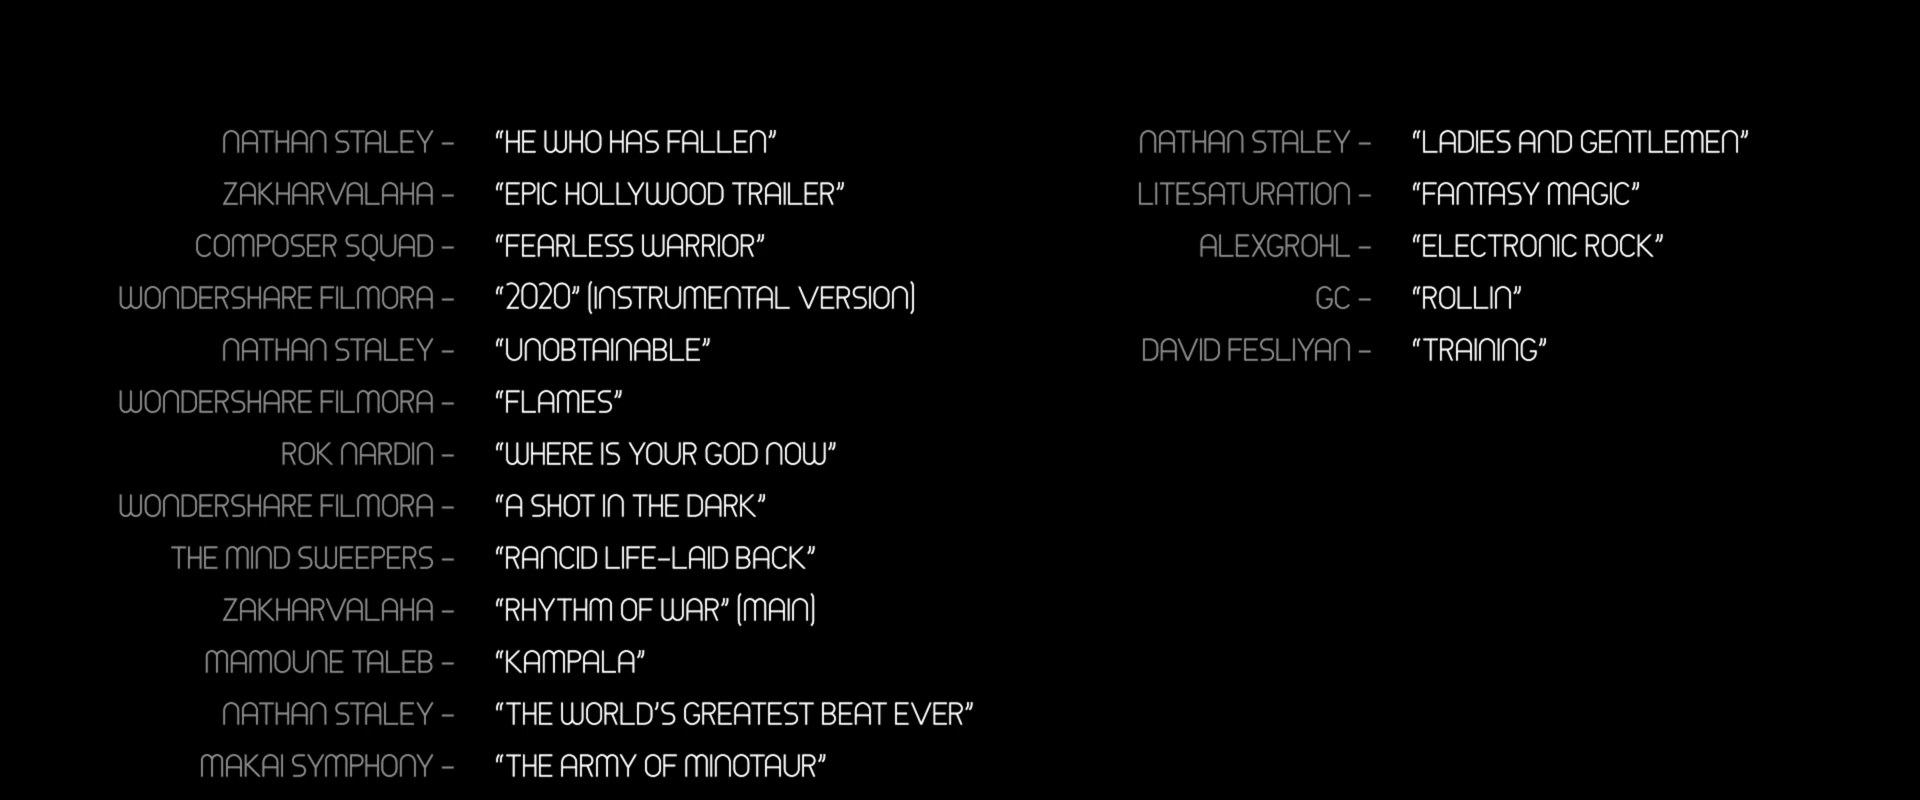 NATHAN STALEY – “HE WHO HAS FALLEN”
ZAKHARVALAHA – “EPIC HOLLYWOOD TRAILER”
COMPOSER SQUAD – “FEARLESS WARRIOR”
WONDERSHARE FILMORA – “2020” (INSTRUMENTAL VERSION)
NATHAN STALEY – “UNOBTAINABLE”
WONDERSHARE FILMORA – “FLAMES”
ROK NARDIN – “WHERE IS YOUR GOD NOW”
WONDERSHARE FILMORA – “A SHOT IN THE DARK”
THE MIND SWEEPERS – “RANCID LIFE–LAID BACK”
ZAKHARVALAHA – “RHYTHM OF WAR” (MAIN)
MAMOUNE TALEB – “KAMPALA”
NATHAN STALEY – “THE WORLD’S GREATEST BEAT EVER”
MAKAI SYMPHONY – “THE ARMY OF MINOTAUR”
NATHAN STALEY – “LADIES AND GENTLEMEN”
LITESATURATION – “FANTASY MAGIC”
ALEXGROHL – “ELECTRONIC ROCK”
GC – “ROLLIN”
DAVID FESLIYAN – “TRAINING”